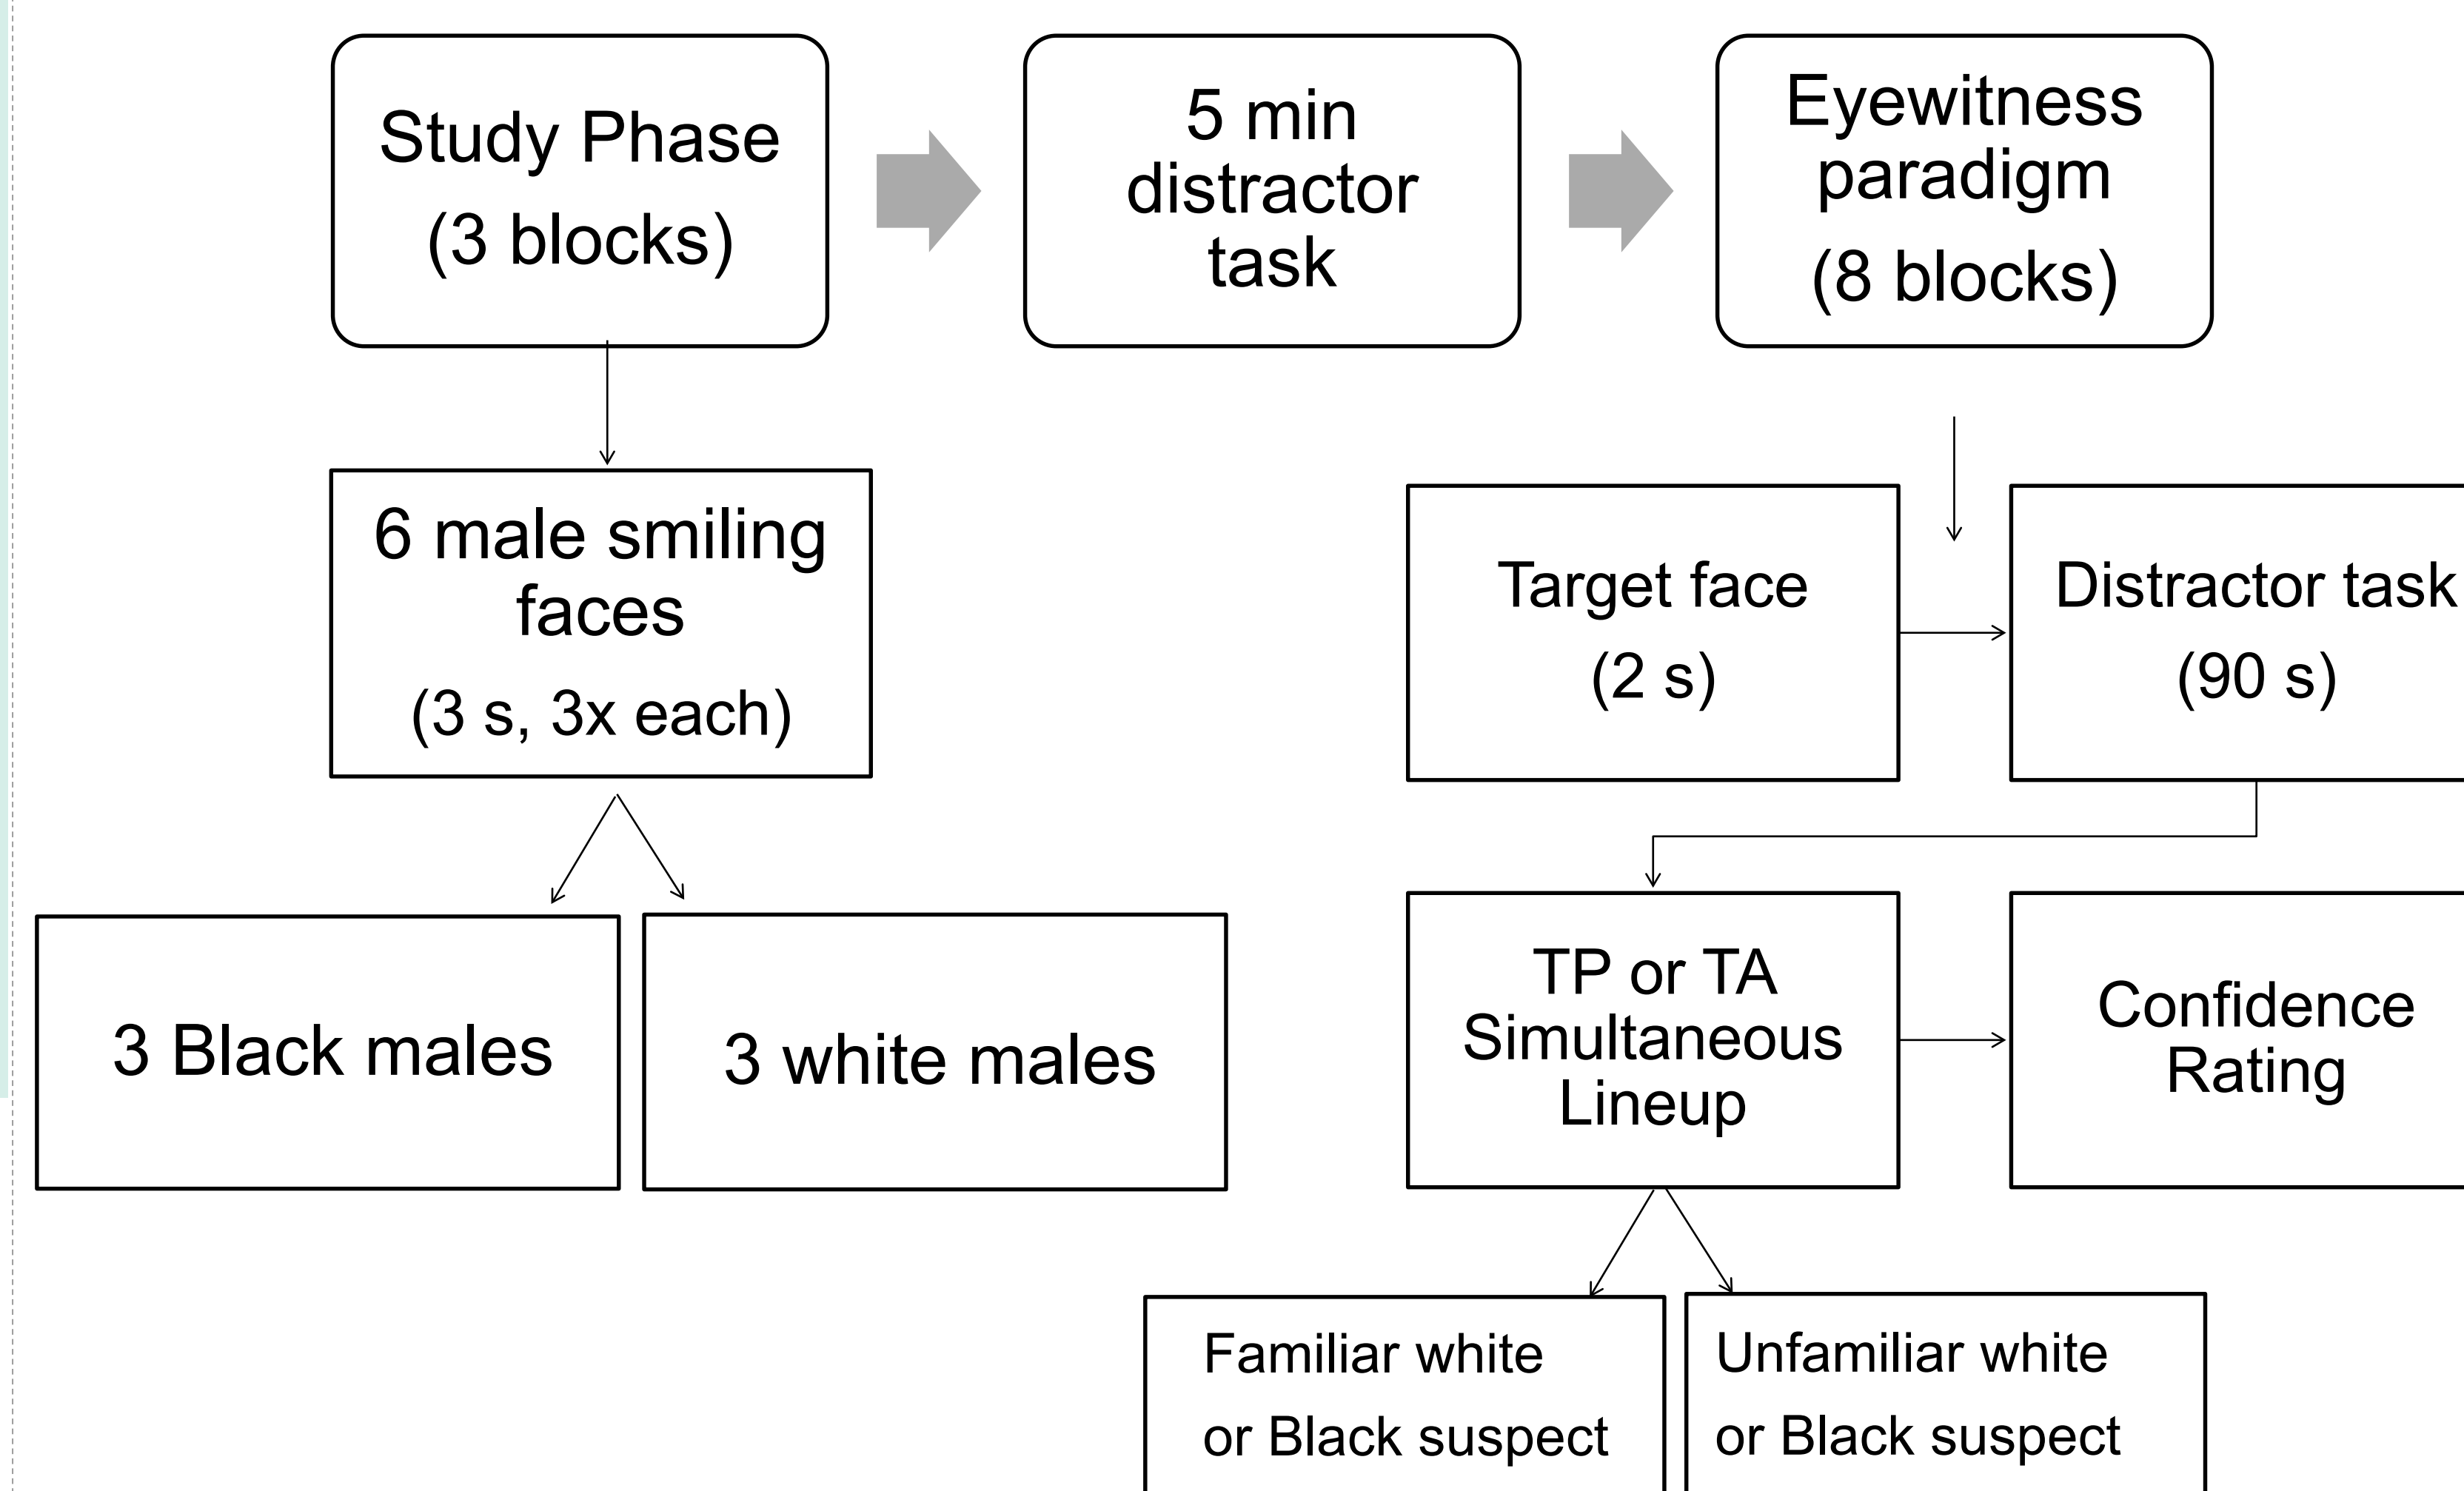 Study Phase
(3 blocks)
5 min
distractor
task
Eyewitness
paradigm
(8 blocks)
6 male smiling
faces
(3 s, 3x each)
3 Black males
3 white males
Target face
(2 s)
Distractor task
(90 s)
TP or TA
Simultaneous
Lineup
Confidence
Rating
Familiar white
or Black suspect
Unfamiliar white
or Black suspect